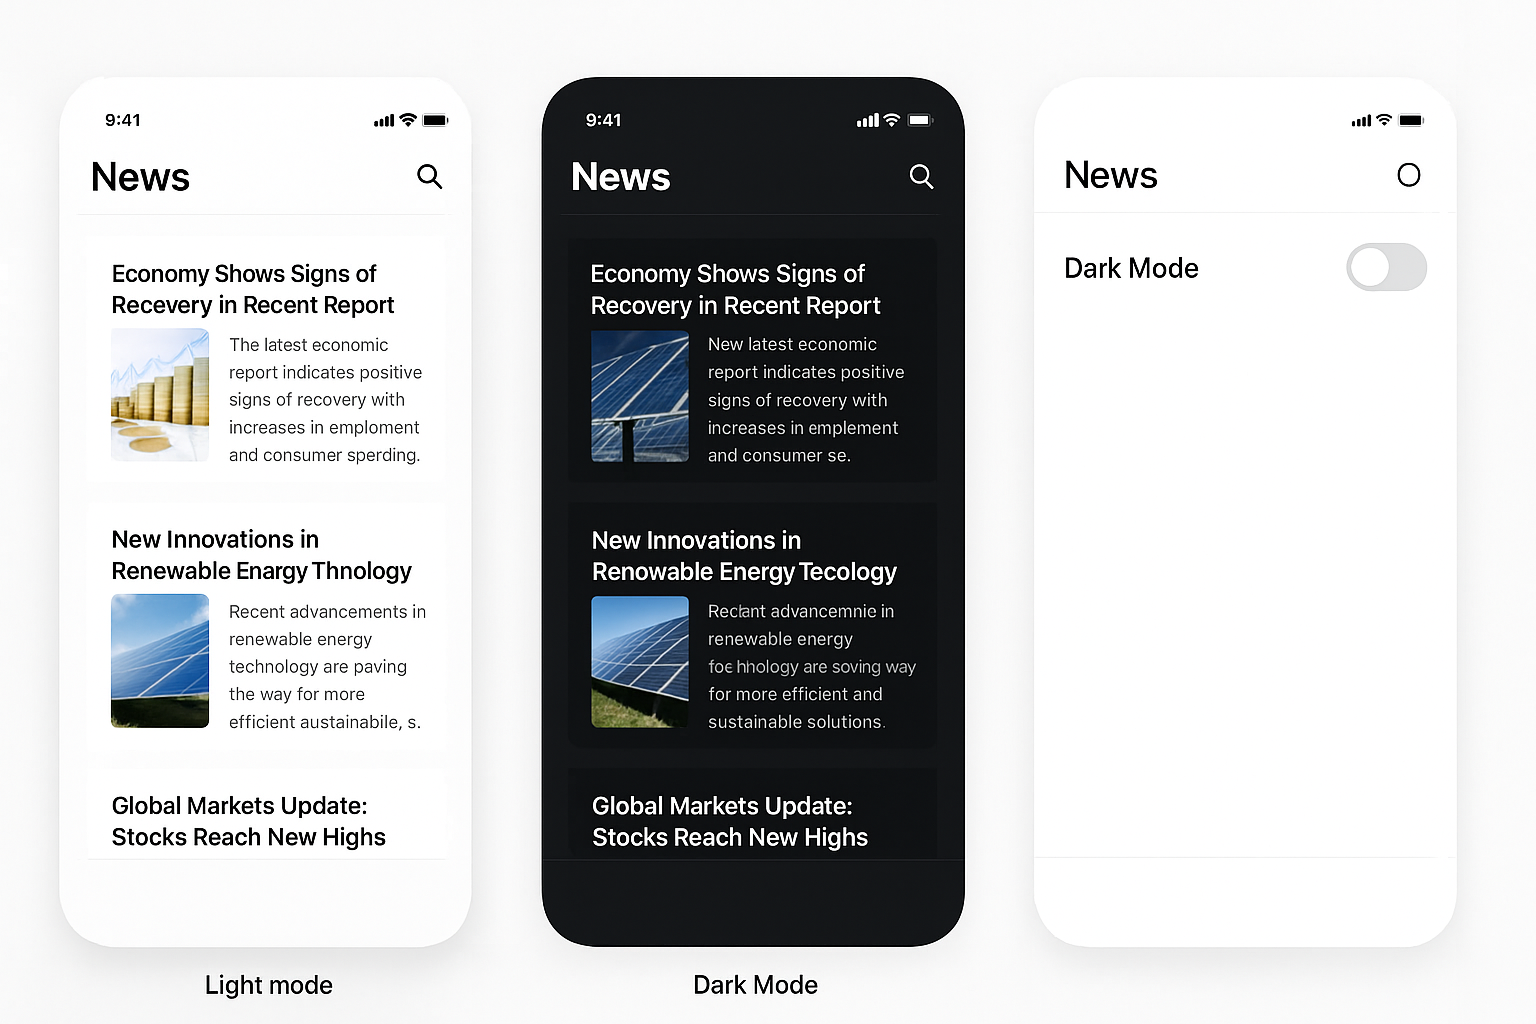 9:41
News
Economy Shows Signs of
Recevery in Recent Report
The latest economic
report indicates positive
signs of recovery with
increases in emploment
and consumer sperding.
New Innovations in
Renewable Enargy Thnology
Recent advancements in
renewable energy
technology are paving
the way for more
efficient austainabile, s.
Global Markets Update:
Stocks Reach New Highs
Light mode
9:41
News
Economy Shows Signs of
Recovery in Recent Report
New latest economic
report indicates positive
signs of recovery with
increases in emplement
and consumer se.
New Innovations in
Renowable Energy Tecology
advancemnie in
renewable energy
foe hhology are soving way
for more efficient and
sustainable solutions.
Global Markets Update:
Stocks Reach New Highs
Dark Mode
News
Dark Mode